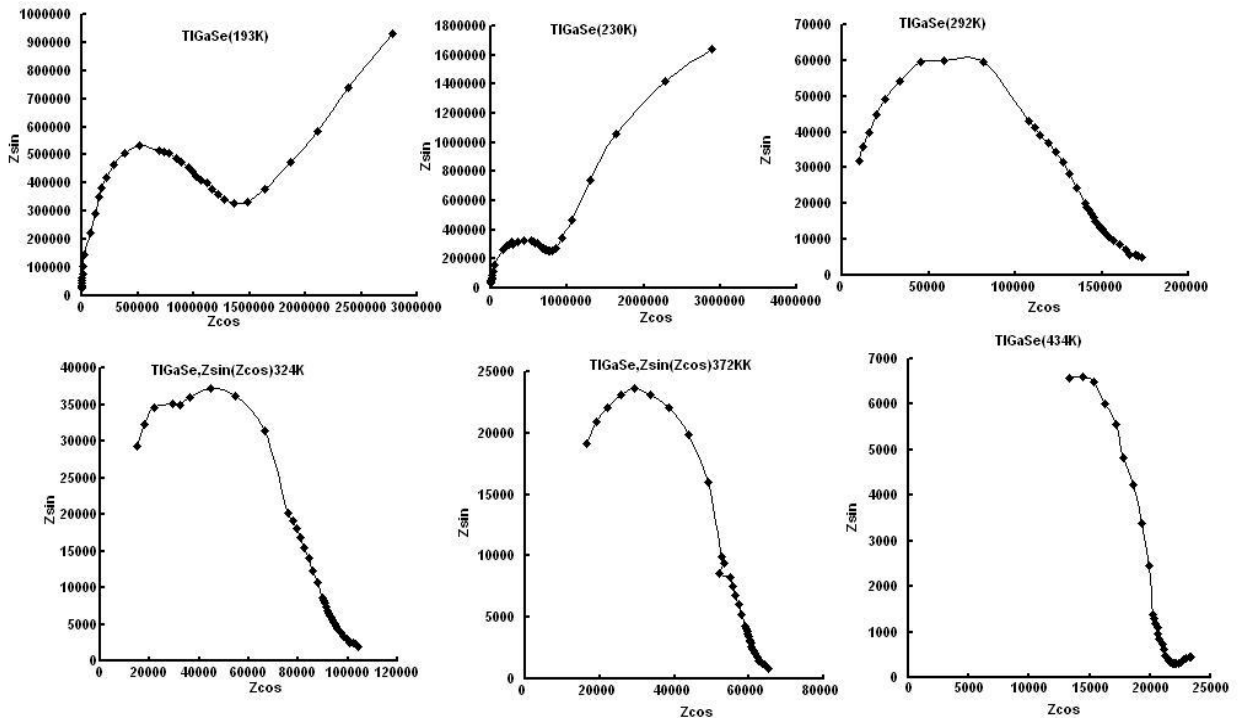 TlGaSe(193K)
1000000
900000
800000
700000
600000
500000
400000
300000
200000
100000
0
Zsin
0 500000 1000000 1500000 2000000 2500000 3000000
Zcos
TlGaSe(230K)
1800000
1600000
1400000
1200000
1000000
800000
600000
400000
200000
0
Zsin
0 1000000 2000000 3000000 4000000
Zcos
TlGaSe(292K)
70000
60000
50000
40000
30000
20000
10000
0
Zsin
0 50000 100000 150000 200000
Zcos
TlGaSe,Zsin(Zcos)324K
40000
35000
30000
25000
20000
15000
10000
5000
0
Zsin
0 20000 40000 60000 80000 100000 120000
Zcos
TlGaSe,Zsin(Zcos)372KK
25000
20000
15000
10000
5000
0
Zsin
0 20000 40000 60000 80000
Zcos
TlGaSe(434K)
7000
6000
5000
4000
3000
2000
1000
0
Zsin
0 5000 10000 15000 20000 25000
Zcos